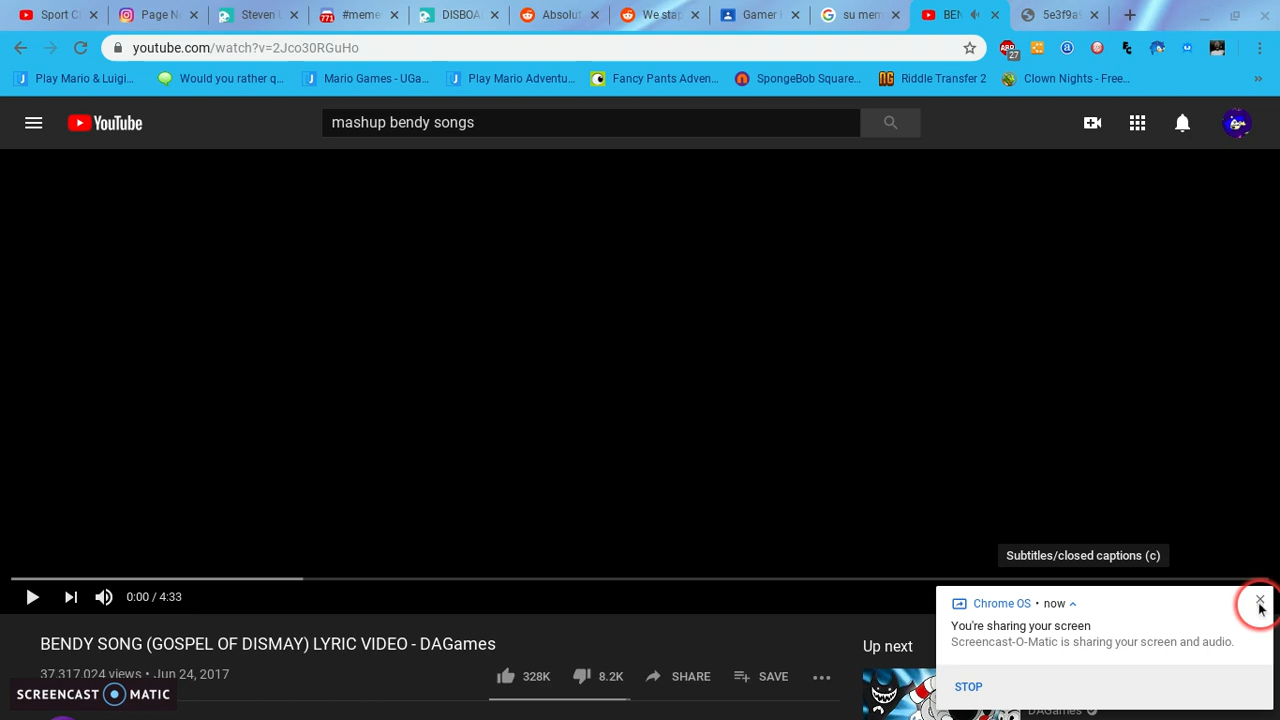 Sport C
Page N
Steven
771
#meme
DISBOA
Absolut
We sta
Gamer
su mem
BEN
5e3f9a
youtube.com/watch?v=2Jco30RGuHo
27
Play Mario & Luigi...
Would you rather q...
Mario Games - UGa...
Play Mario Adventu...
Fancy Pants Adven...
SpongeBob Square...
Riddle Transfer 2
Clown Nights - Free...
YouTube
mashup bendy songs
Subtitles/closed captions (c)
0:00 / 4:33
Chrome OS • now
You're sharing your screen
Screencast-O-Matic is sharing your screen and audio.
STOP
BENDY SONG (GOSPEL OF DISMAY) LYRIC VIDEO - DAGames
37,317,024 views • Jun 24, 2017
328K
8.2K
SHARE
SAVE
Up next
SCREENCAST O MATIC
DAGames